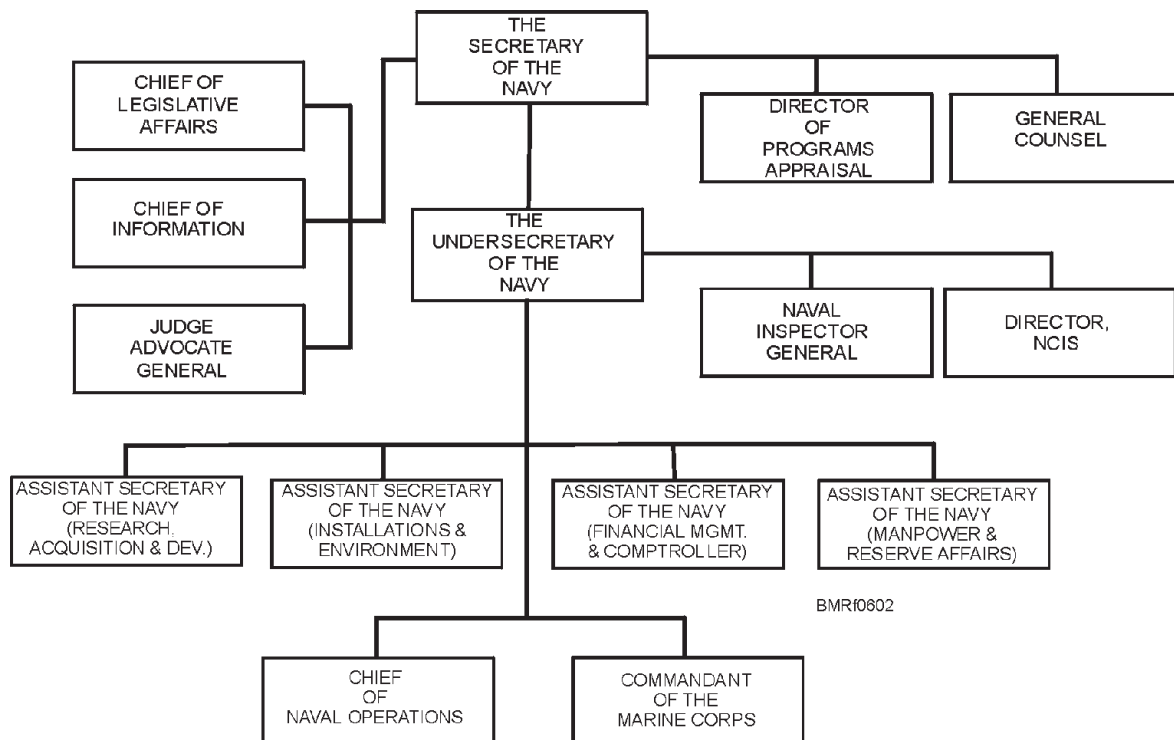 THE
SECRETARY
OF THE
NAVY
CHIEF OF
LEGISLATIVE
AFFAIRS
DIRECTOR
OF
PROGRAMS
APPRAISAL
GENERAL
COUNSEL
CHIEF OF
INFORMATION
THE
UNDERSECRETARY
OF THE
NAVY
JUDGE
ADVOCATE
GENERAL
NAVAL
INSPECTOR
GENERAL
DIRECTOR,
NCIS
ASSISTANT SECRETARY
OF THE NAVY
(RESEARCH,
ACQUISITION & DEV.)
ASSISTANT SECRETARY
OF THE NAVY
(INSTALLATIONS &
ENVIRONMENT)
ASSISTANT SECRETARY
OF THE NAVY
(FINANCIAL MGMT.
& COMPTROLLER)
ASSISTANT SECRETARY
OF THE NAVY
(MANPOWER &
RESERVE AFFAIRS)
BMRf0602
CHIEF
OF
NAVAL OPERATIONS
COMMANDANT
OF THE
MARINE CORPS